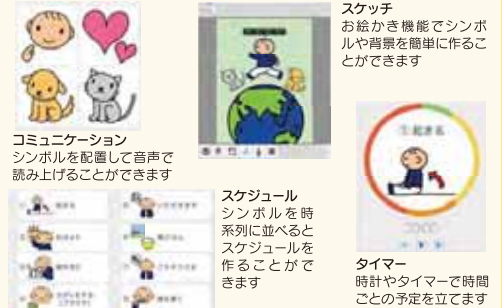 スケッチ
お絵かき機能でシンボ
ルや背景を簡単に作るこ
とができます
コミュニケーション
シンボルを配置して音声で
読み上げることができます
スケジュール
シンボルを時
系列に並べると
スケジュールを
作ることがで
きます
①起きる
タイマー
時計やタイマーで時間
ごとの予定を立てます